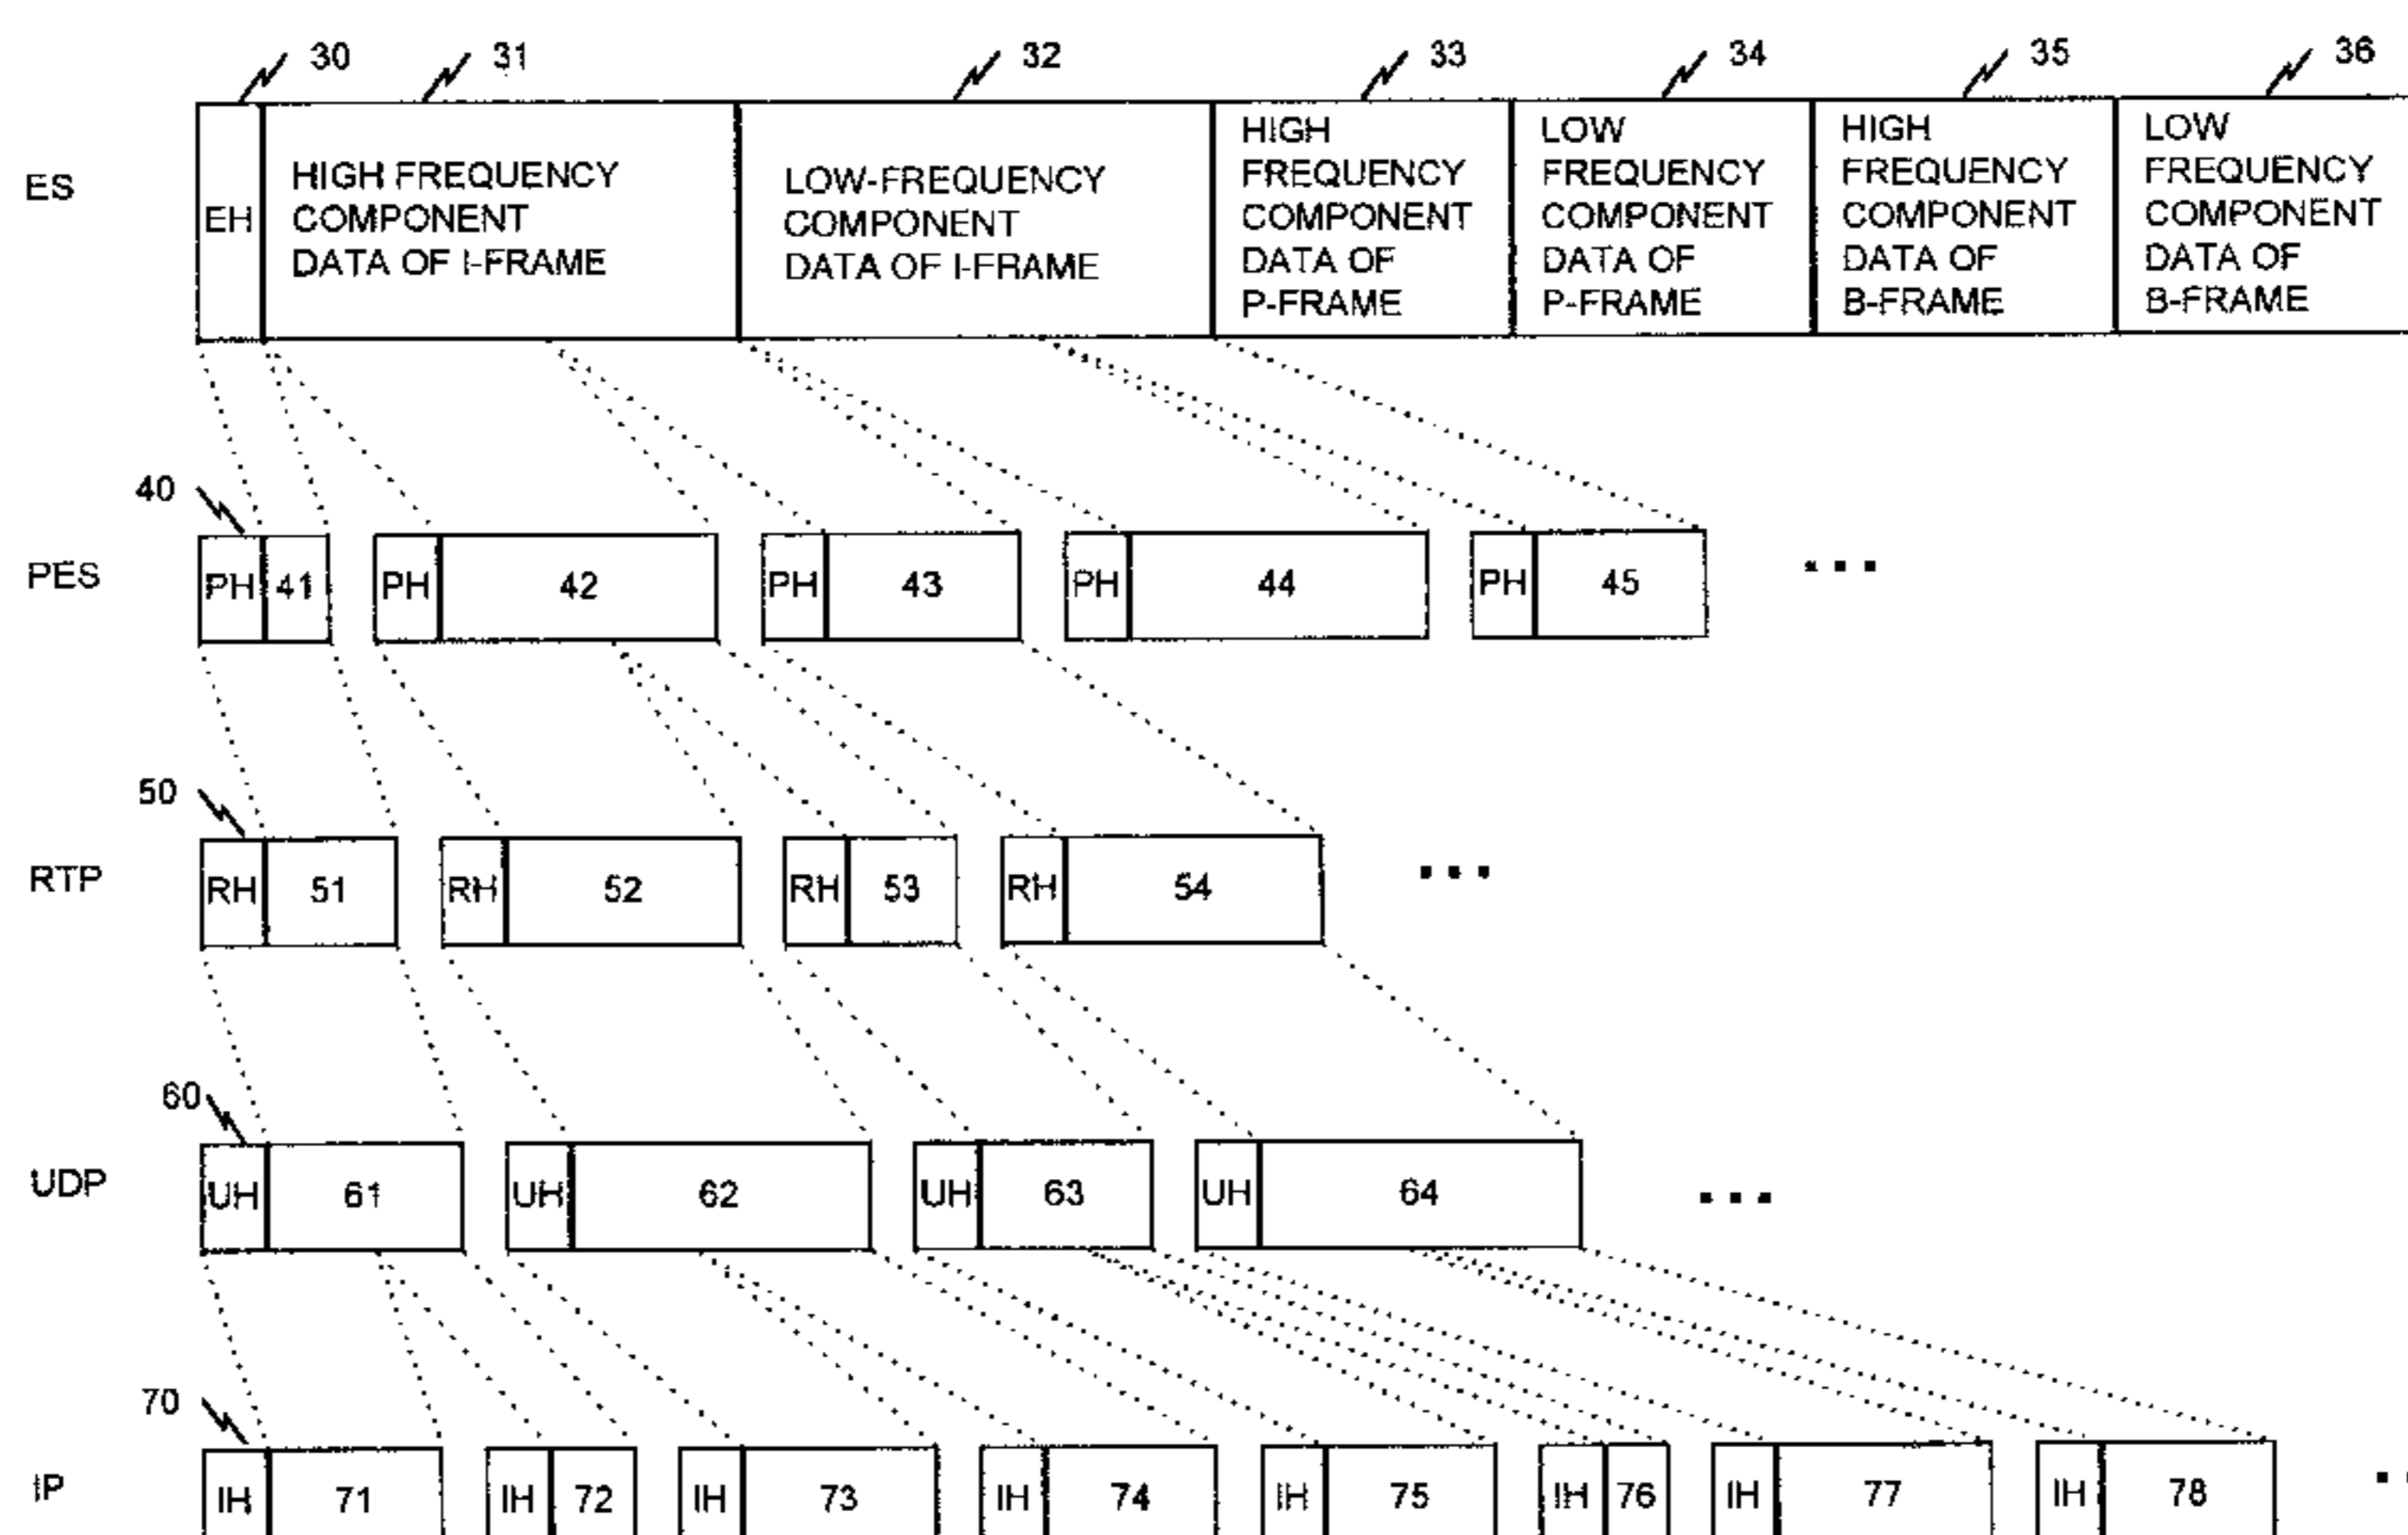 30 31 32 33 34 35 36
ES
EH
HIGH FREQUENCY
COMPONENT
DATA OF I-FRAME
LOW-FREQUENCY
COMPONENT
DATA OF I-FRAME
HIGH
FREQUENCY
COMPONENT
DATA OF
P-FRAME
LOW
FREQUENCY
COMPONENT
DATA OF
P-FRAME
HIGH
FREQUENCY
COMPONENT
DATA OF
B-FRAME
LOW
FREQUENCY
COMPONENT
DATA OF
B-FRAME
40
PES PH 41 PH 42 PH 43 PH 44 PH 45 ...
50
RTP RH 51 RH 52 RH 53 RH 54 ...
60
UDP UH 61 UH 62 UH 63 UH 64 ...
70
IP IH 71 IH 72 IH 73 IH 74 IH 75 IH 76 IH 77 IH 78 ..